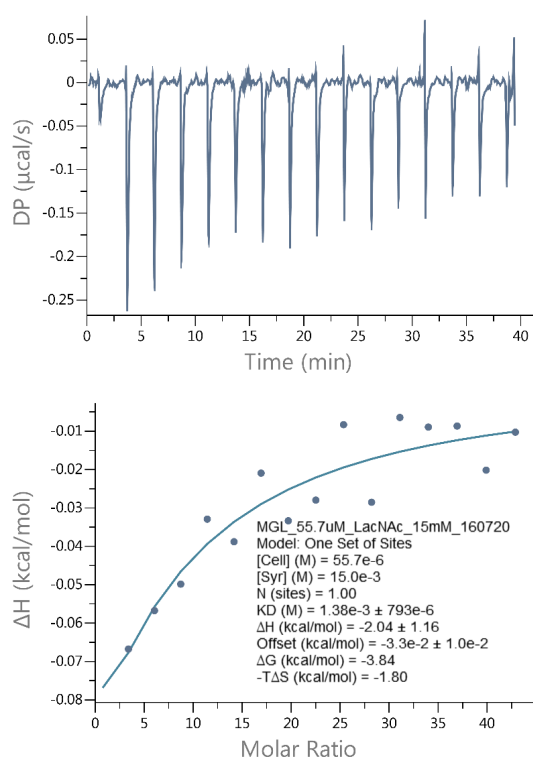 0.05
0
-0.05
-0.1
-0.15
-0.2
-0.25
DP (µcal/s)
0 5 10 15 20 25 30 35 40
Time (min)
-0.01
-0.02
-0.03
-0.04
-0.05
-0.06
-0.07
-0.08
ΔH (kcal/mol)
MGL_55.7uM_LacNAc_15mM_160720
Model: One Set of Sites
[Cell] (M) = 55.7e-6
[Syr] (M) = 15.0e-3
N (sites) = 1.00
KD (M) = 1.38e-3 ± 793e-6
ΔH (kcal/mol) = -2.04 ± 1.16
Offset (kcal/mol) = -3.3e-2 ± 1.0e-2
ΔG (kcal/mol) = -3.84
-TΔS (kcal/mol) = -1.80
0 5 10 15 20 25 30 35 40
Molar Ratio